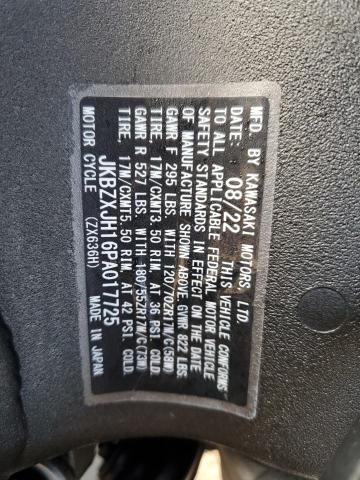 MFD. BY KAWASAKI MOTORS, LTD.
DATE: 08/22 THIS VEHICLE CONFORMS
TO ALL APPLICABLE FEDERAL MOTOR VEHICLE
SAFETY STANDARDS IN EFFECT ON THE DATE
OF MANUFACTURE SHOWN ABOVE. GVWR 822 LBS.
GAWR F 295 LBS. WITH 120/70ZR17M/C(58W)
TIRE, 17M/CXMT3.50 RIM, AT 36 PSI. COLD.
GAWR R 527 LBS. WITH 180/55ZR17M/C(73W)
TIRE, 17M/CXMT5.50 RIM, AT 42 PSI. COLD.
JKBZXJH16PA017725
MOTOR CYCLE (ZX636H) MADE IN JAPAN